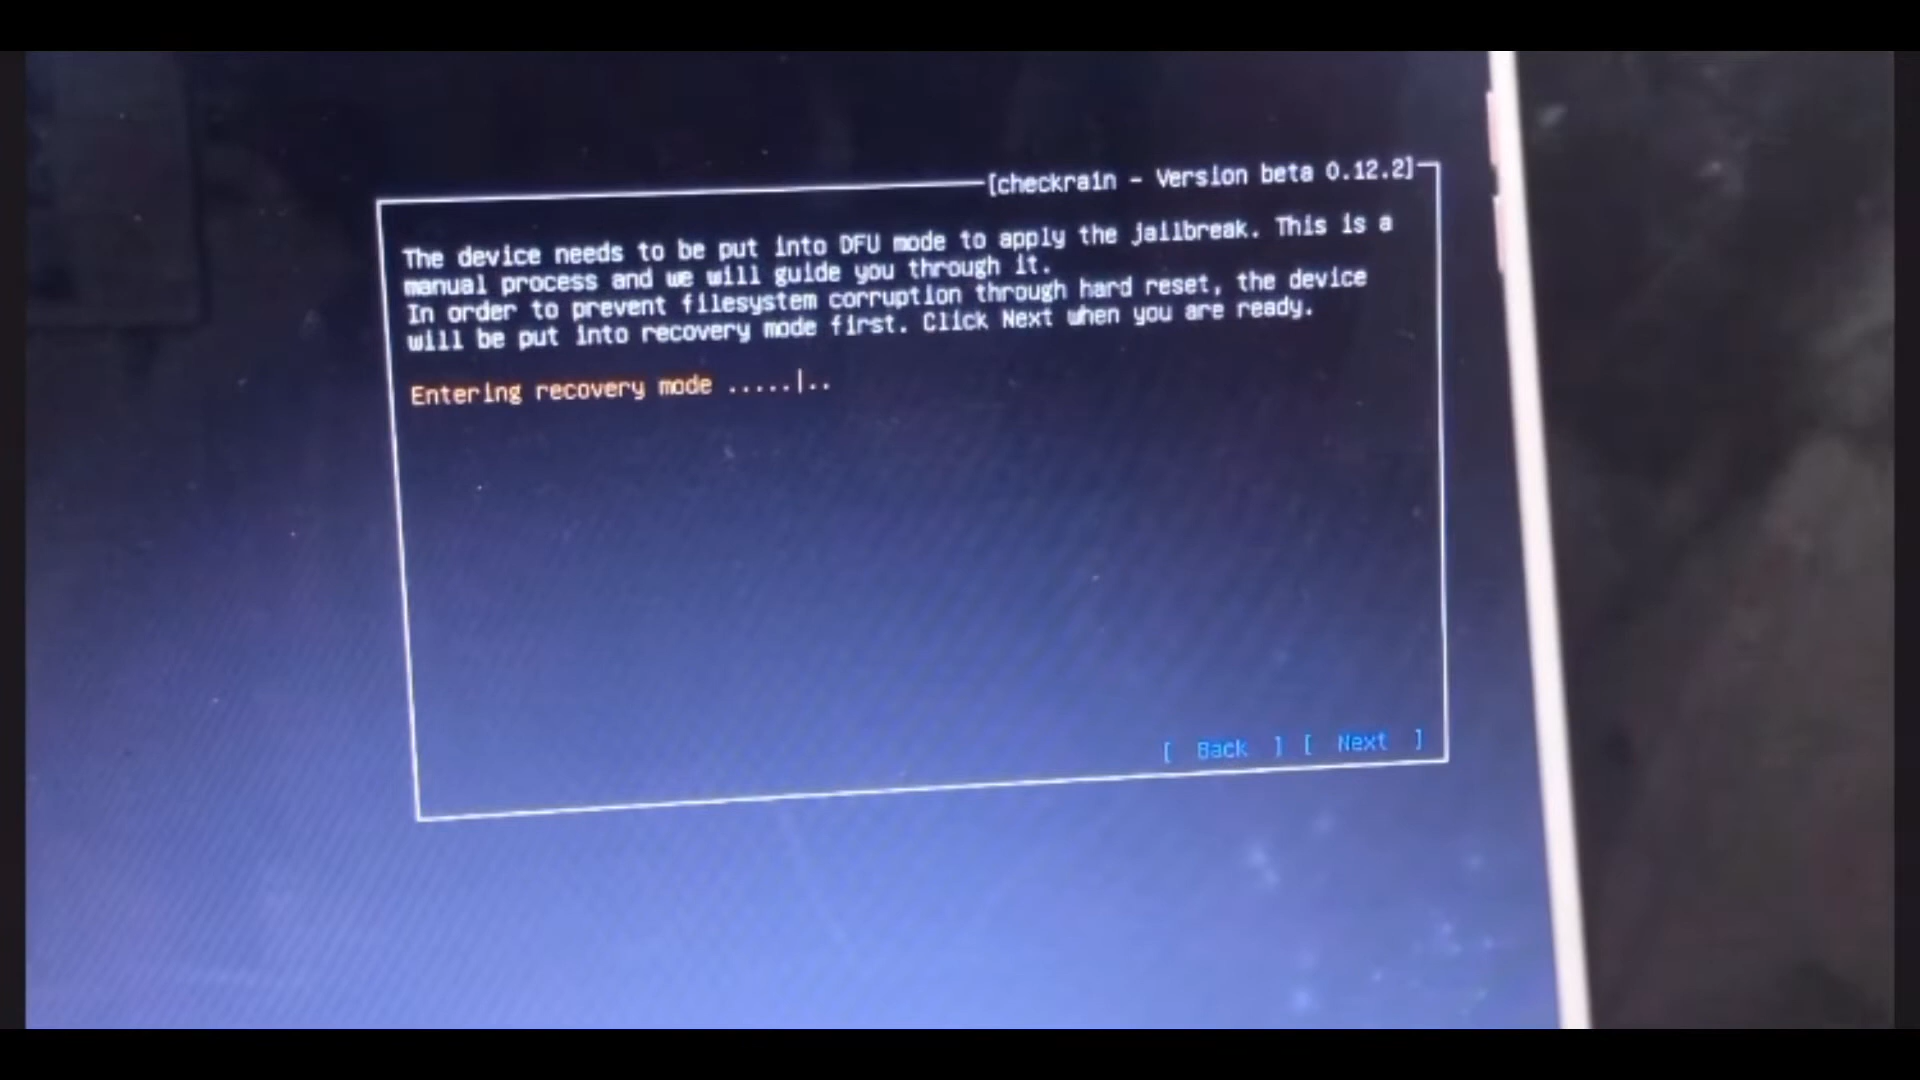 [checkra1n - Version beta 0.12.2]
The device needs to be put into DFU mode to apply the jailbreak. This is a
manual process and we will guide you through it.
In order to prevent filesystem corruption through hard reset, the device
will be put into recovery mode first. Click Next when you are ready.
Entering recovery mode .....|..
[ Back ] [ Next ]